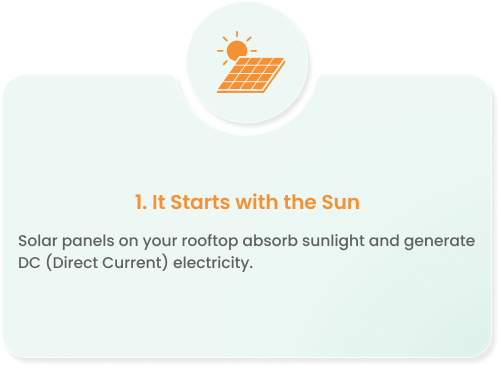 1. It Starts with the Sun
Solar panels on your rooftop absorb sunlight and generate
DC (Direct Current) electricity.